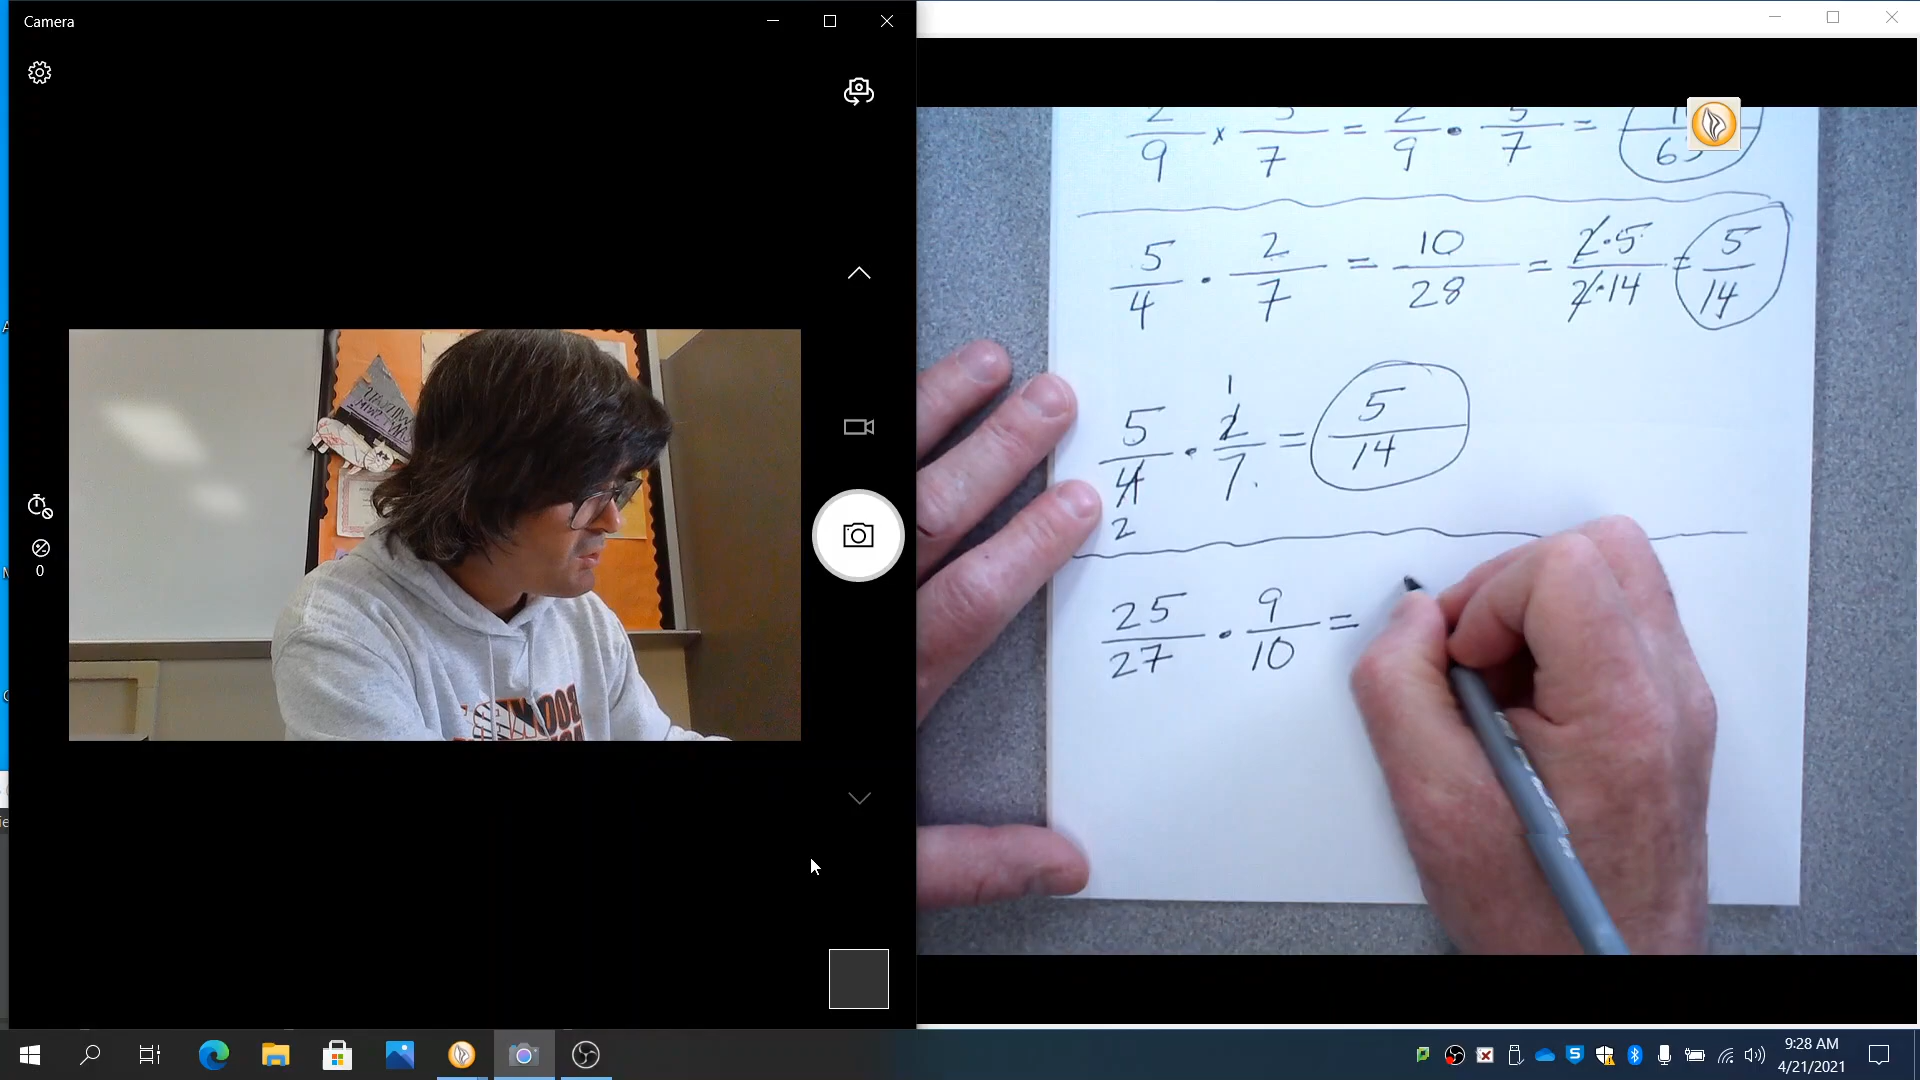 Camera
2/9 × 5/7 = 2/9 · 5/7 =
5/4 · 2/7 = 10/28 = 2·5/2·14 = 5/14
1
5/4 · 2/7 = 5/14
2
25/27 · 9/10 =
0
9:28 AM
4/21/2021